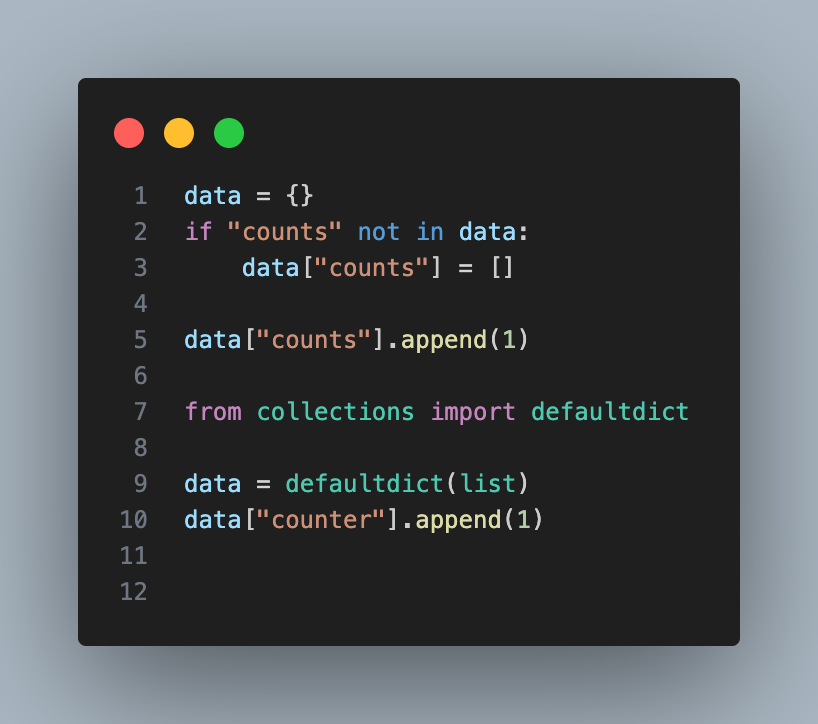 1 data = {}
2 if "counts" not in data:
3     data["counts"] = []
4
5 data["counts"].append(1)
6
7 from collections import defaultdict
8
9 data = defaultdict(list)
10 data["counter"].append(1)
11
12